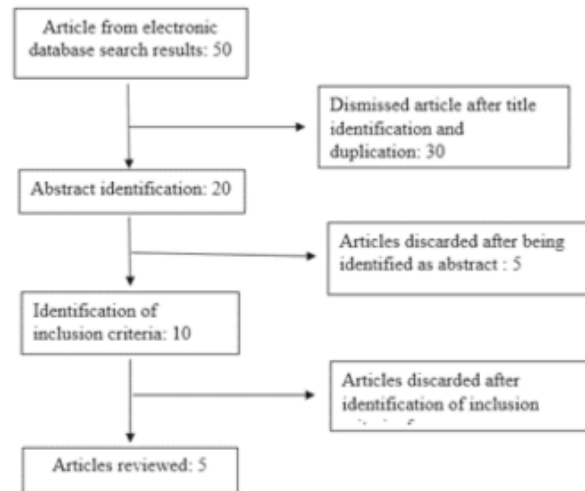 Article from electronic
database search results: 50
Dismissed article after title
identification and
duplication: 30
Abstract identification: 20
Articles discarded after being
identified as abstract : 5
Identification of
inclusion criteria: 10
Articles discarded after
identification of inclusion
Articles reviewed: 5